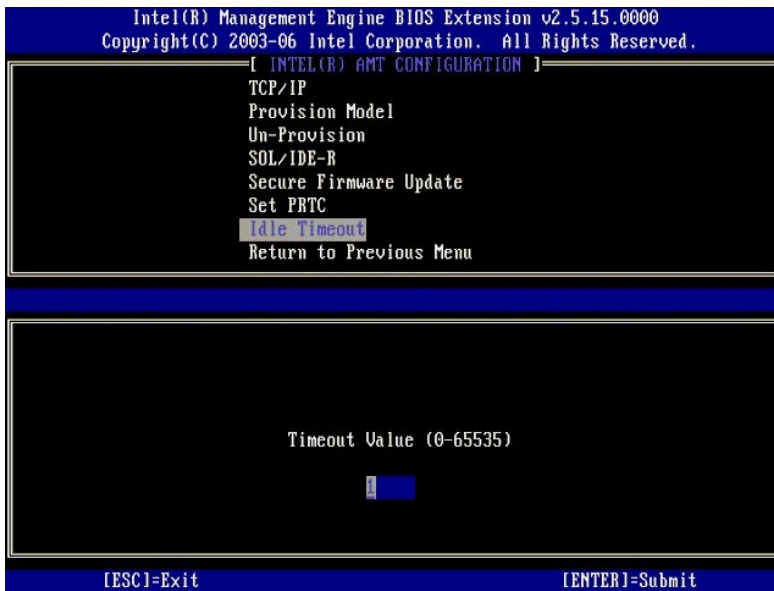 Intel(R) Management Engine BIOS Extension v2.5.15.0000
Copyright(C) 2003-06 Intel Corporation. All Rights Reserved.
[ INTEL(R) AMT CONFIGURATION ]
TCP/IP
Provision Model
Un-Provision
SOL/IDE-R
Secure Firmware Update
Set PRTC
Idle Timeout
Return to Previous Menu
Timeout Value (0-65535)
1
[ESC]=Exit [ENTER]=Submit